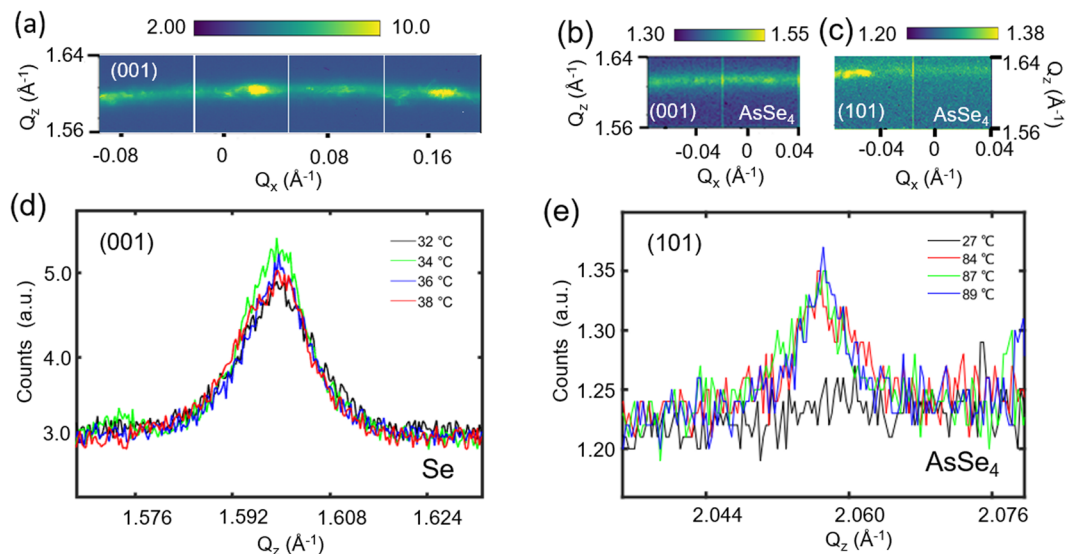 (a)
2.00 10.0
1.64
(001)
Q_z (Å⁻¹)
1.56
-0.08 0 0.08 0.16
Q_x (Å⁻¹)
(b)
1.30 1.55
1.64
Q_z (Å⁻¹)
(001) AsSe₄
1.56
-0.04 0 0.04
Q_x (Å⁻¹)
(c)
1.20 1.38
1.64
Q_z (Å⁻¹)
(101) AsSe₄
1.56
-0.04 0 0.04
Q_x (Å⁻¹)
(d)
(001)
32 °C
34 °C
36 °C
38 °C
5.0
4.0
3.0
Counts (a.u.)
Se
1.576 1.592 1.608 1.624
Q_z (Å⁻¹)
(e)
(101)
27 ℃
84 ℃
87 ℃
89 ℃
1.35
1.30
1.25
1.20
Counts (a.u.)
AsSe₄
2.044 2.060 2.076
Q_z (Å⁻¹)